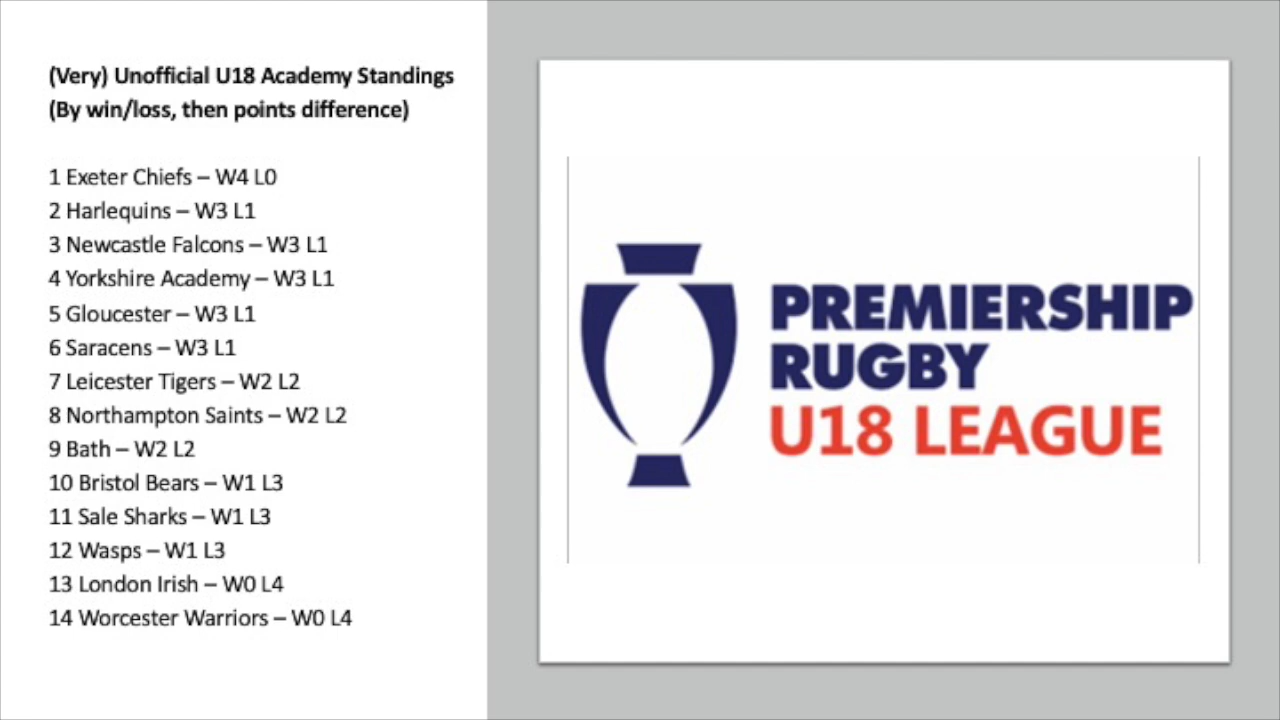 (Very) Unofficial U18 Academy Standings
(By win/loss, then points difference)
1 Exeter Chiefs – W4 L0
2 Harlequins – W3 L1
3 Newcastle Falcons – W3 L1
4 Yorkshire Academy – W3 L1
5 Gloucester – W3 L1
6 Saracens – W3 L1
7 Leicester Tigers – W2 L2
8 Northampton Saints – W2 L2
9 Bath – W2 L2
10 Bristol Bears – W1 L3
11 Sale Sharks – W1 L3
12 Wasps – W1 L3
13 London Irish – W0 L4
14 Worcester Warriors – W0 L4
PREMIERSHIP
RUGBY
U18 LEAGUE